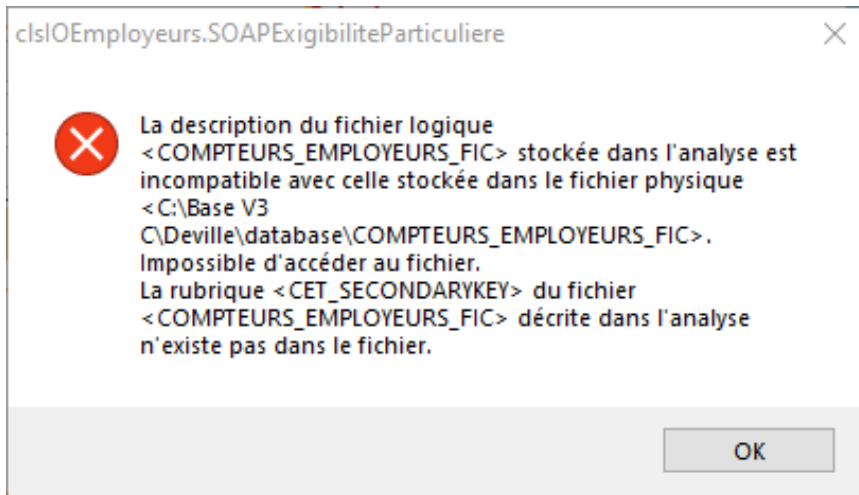 clsIOEmployeurs.SOAPExigibiliteParticuliere
La description du fichier logique
<COMPTEURS_EMPLOYEURS_FIC> stockée dans l'analyse est
incompatible avec celle stockée dans le fichier physique
<C:\Base V3
C\Deville\database\COMPTEURS_EMPLOYEURS_FIC>.
Impossible d'accéder au fichier.
La rubrique <CET_SECONDARYKEY> du fichier
<COMPTEURS_EMPLOYEURS_FIC> décrite dans l'analyse
n'existe pas dans le fichier.
OK